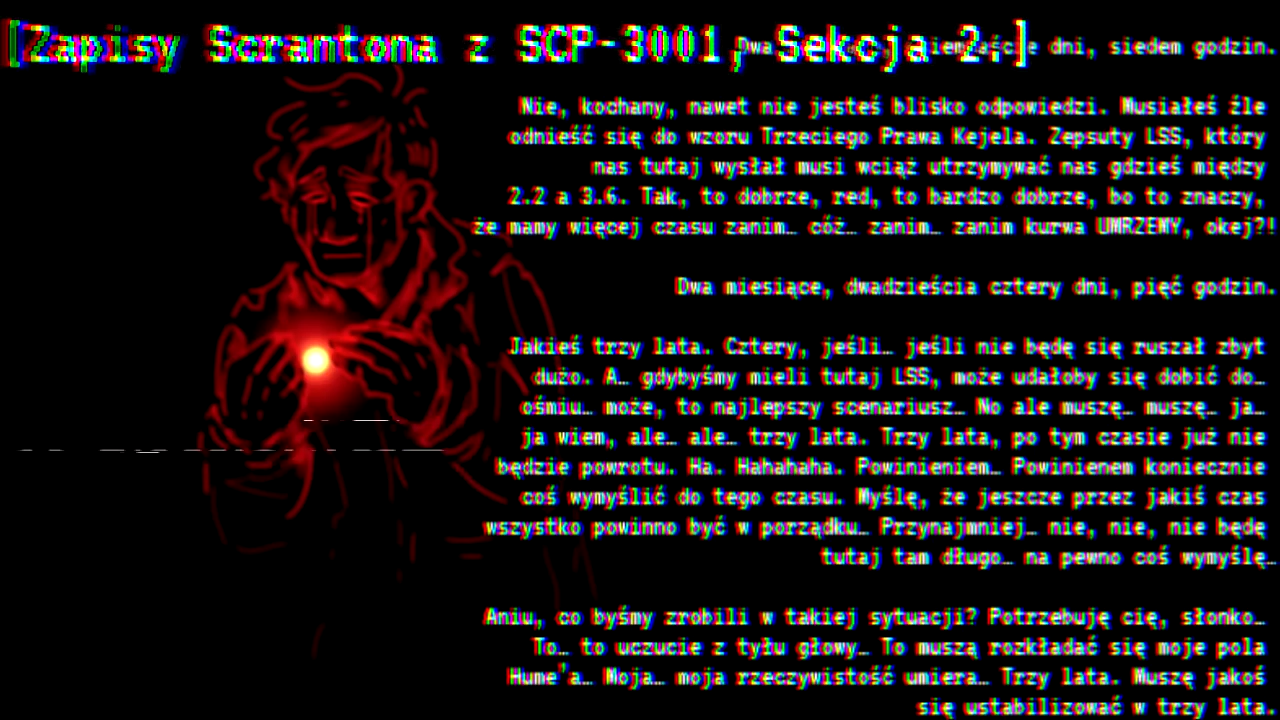 [Zapisy Scrantona z SCP-3001, Sekcja 2.]
Dwa dni, siedem godzin.
Nie, kochany, nawet nie jesteś blisko odpowiedzi. Musiałeś źle
odnieść się do wzoru Trzeciego Prawa Kejela. Zepsuty LSS, który
nas tutaj wysłał musi wciąż utrzymywać nas gdzieś między
2.2 a 3.6. Tak, to dobrze, red, to bardzo dobrze, bo to znaczy,
że mamy więcej czasu zanim… cóż… zanim… zanim kurwa UMRZEMY, okej?!
Dwa miesiące, dwadzieścia cztery dni, pięć godzin.
Jakieś trzy lata. Cztery, jeśli… jeśli nie będę się ruszał zbyt
dużo. A… gdybyśmy mieli tutaj LSS, może udałoby się dobić do…
ośmiu… może, to najlepszy scenariusz… No ale muszę… muszę… ja…
ja wiem, ale… ale… trzy lata. Trzy lata, po tym czasie już nie
będzie powrotu. Ha. Hahahaha. Powinieniem… Powinienem koniecznie
coś wymyślić do tego czasu. Myślę, że jeszcze przez jakiś czas
wszystko powinno być w porządku… Przynajmniej… nie, nie, nie będę
tutaj tam długo… na pewno coś wymyślę…
Aniu, co byśmy zrobili w takiej sytuacji? Potrzebuję cię, słonko…
To… to uczucie z tyłu głowy… To muszą rozkładać się moje pola
Hume'a… Moja… moja rzeczywistość umiera… Trzy lata. Muszę jakoś
się ustabilizować w trzy lata.